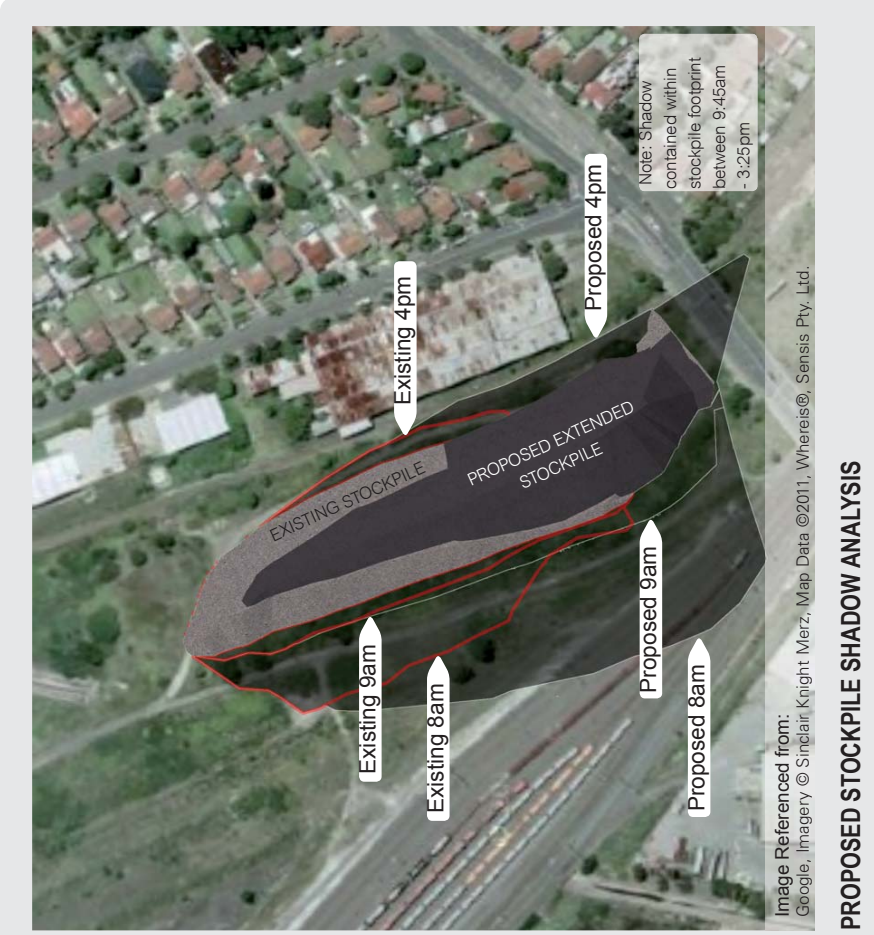 Note: Shadow
contained within
stockpile footprint
between 9:45am
- 3:25pm
Proposed 4pm
Existing 4pm
EXISTING STOCKPILE
PROPOSED EXTENDED
STOCKPILE
Existing 9am
Existing 8am
Proposed 9am
Proposed 8am
Image Referenced from:
Google, Imagery © Sinclair Knight Merz, Map Data ©2011, Whereis®, Sensis Pty. Ltd.
PROPOSED STOCKPILE SHADOW ANALYSIS